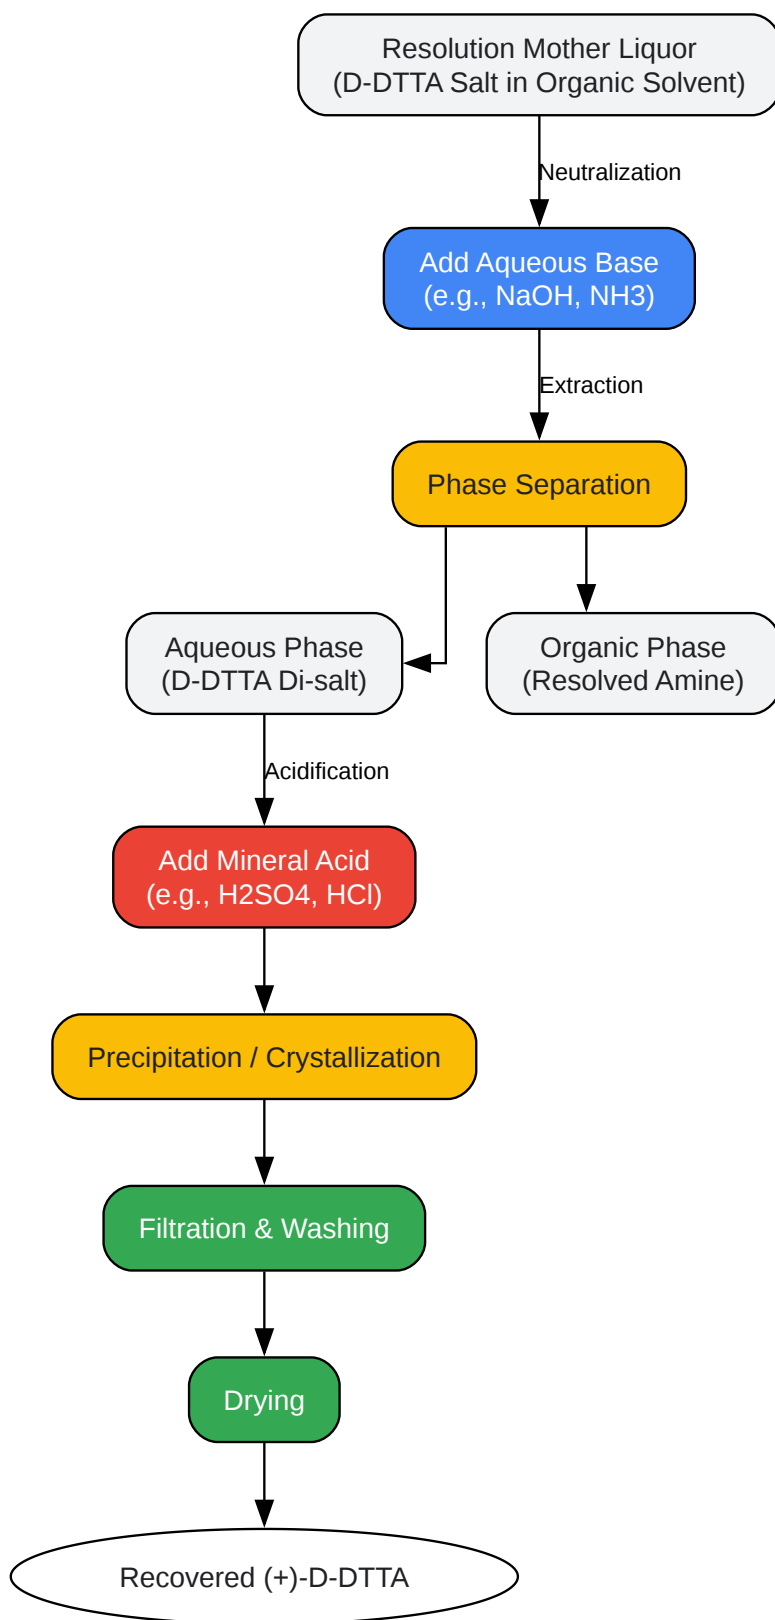 Resolution Mother Liquor
(D-DTTA Salt in Organic Solvent)
Neutralization
Add Aqueous Base
(e.g., NaOH, NH3)
Extraction
Phase Separation
Aqueous Phase
(D-DTTA Di-salt)
Organic Phase
(Resolved Amine)
Acidification
Add Mineral Acid
(e.g., H2SO4, HCl)
Precipitation / Crystallization
Filtration & Washing
Drying
Recovered (+)-D-DTTA